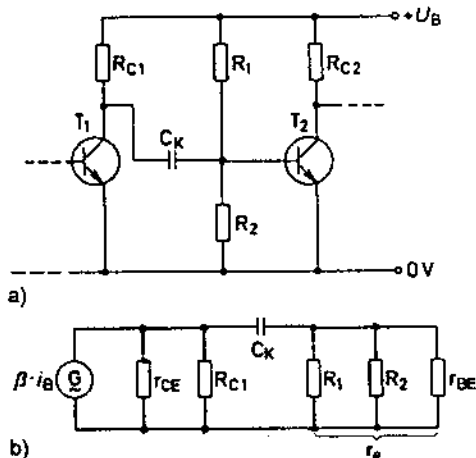 +U_B
R_C1
R_1
R_C2
T_1
C_K
T_2
R_2
0V
a)
C_K
β·i_B
G
r_CE
R_C1
R_1
R_2
r_BE
b)
r_e